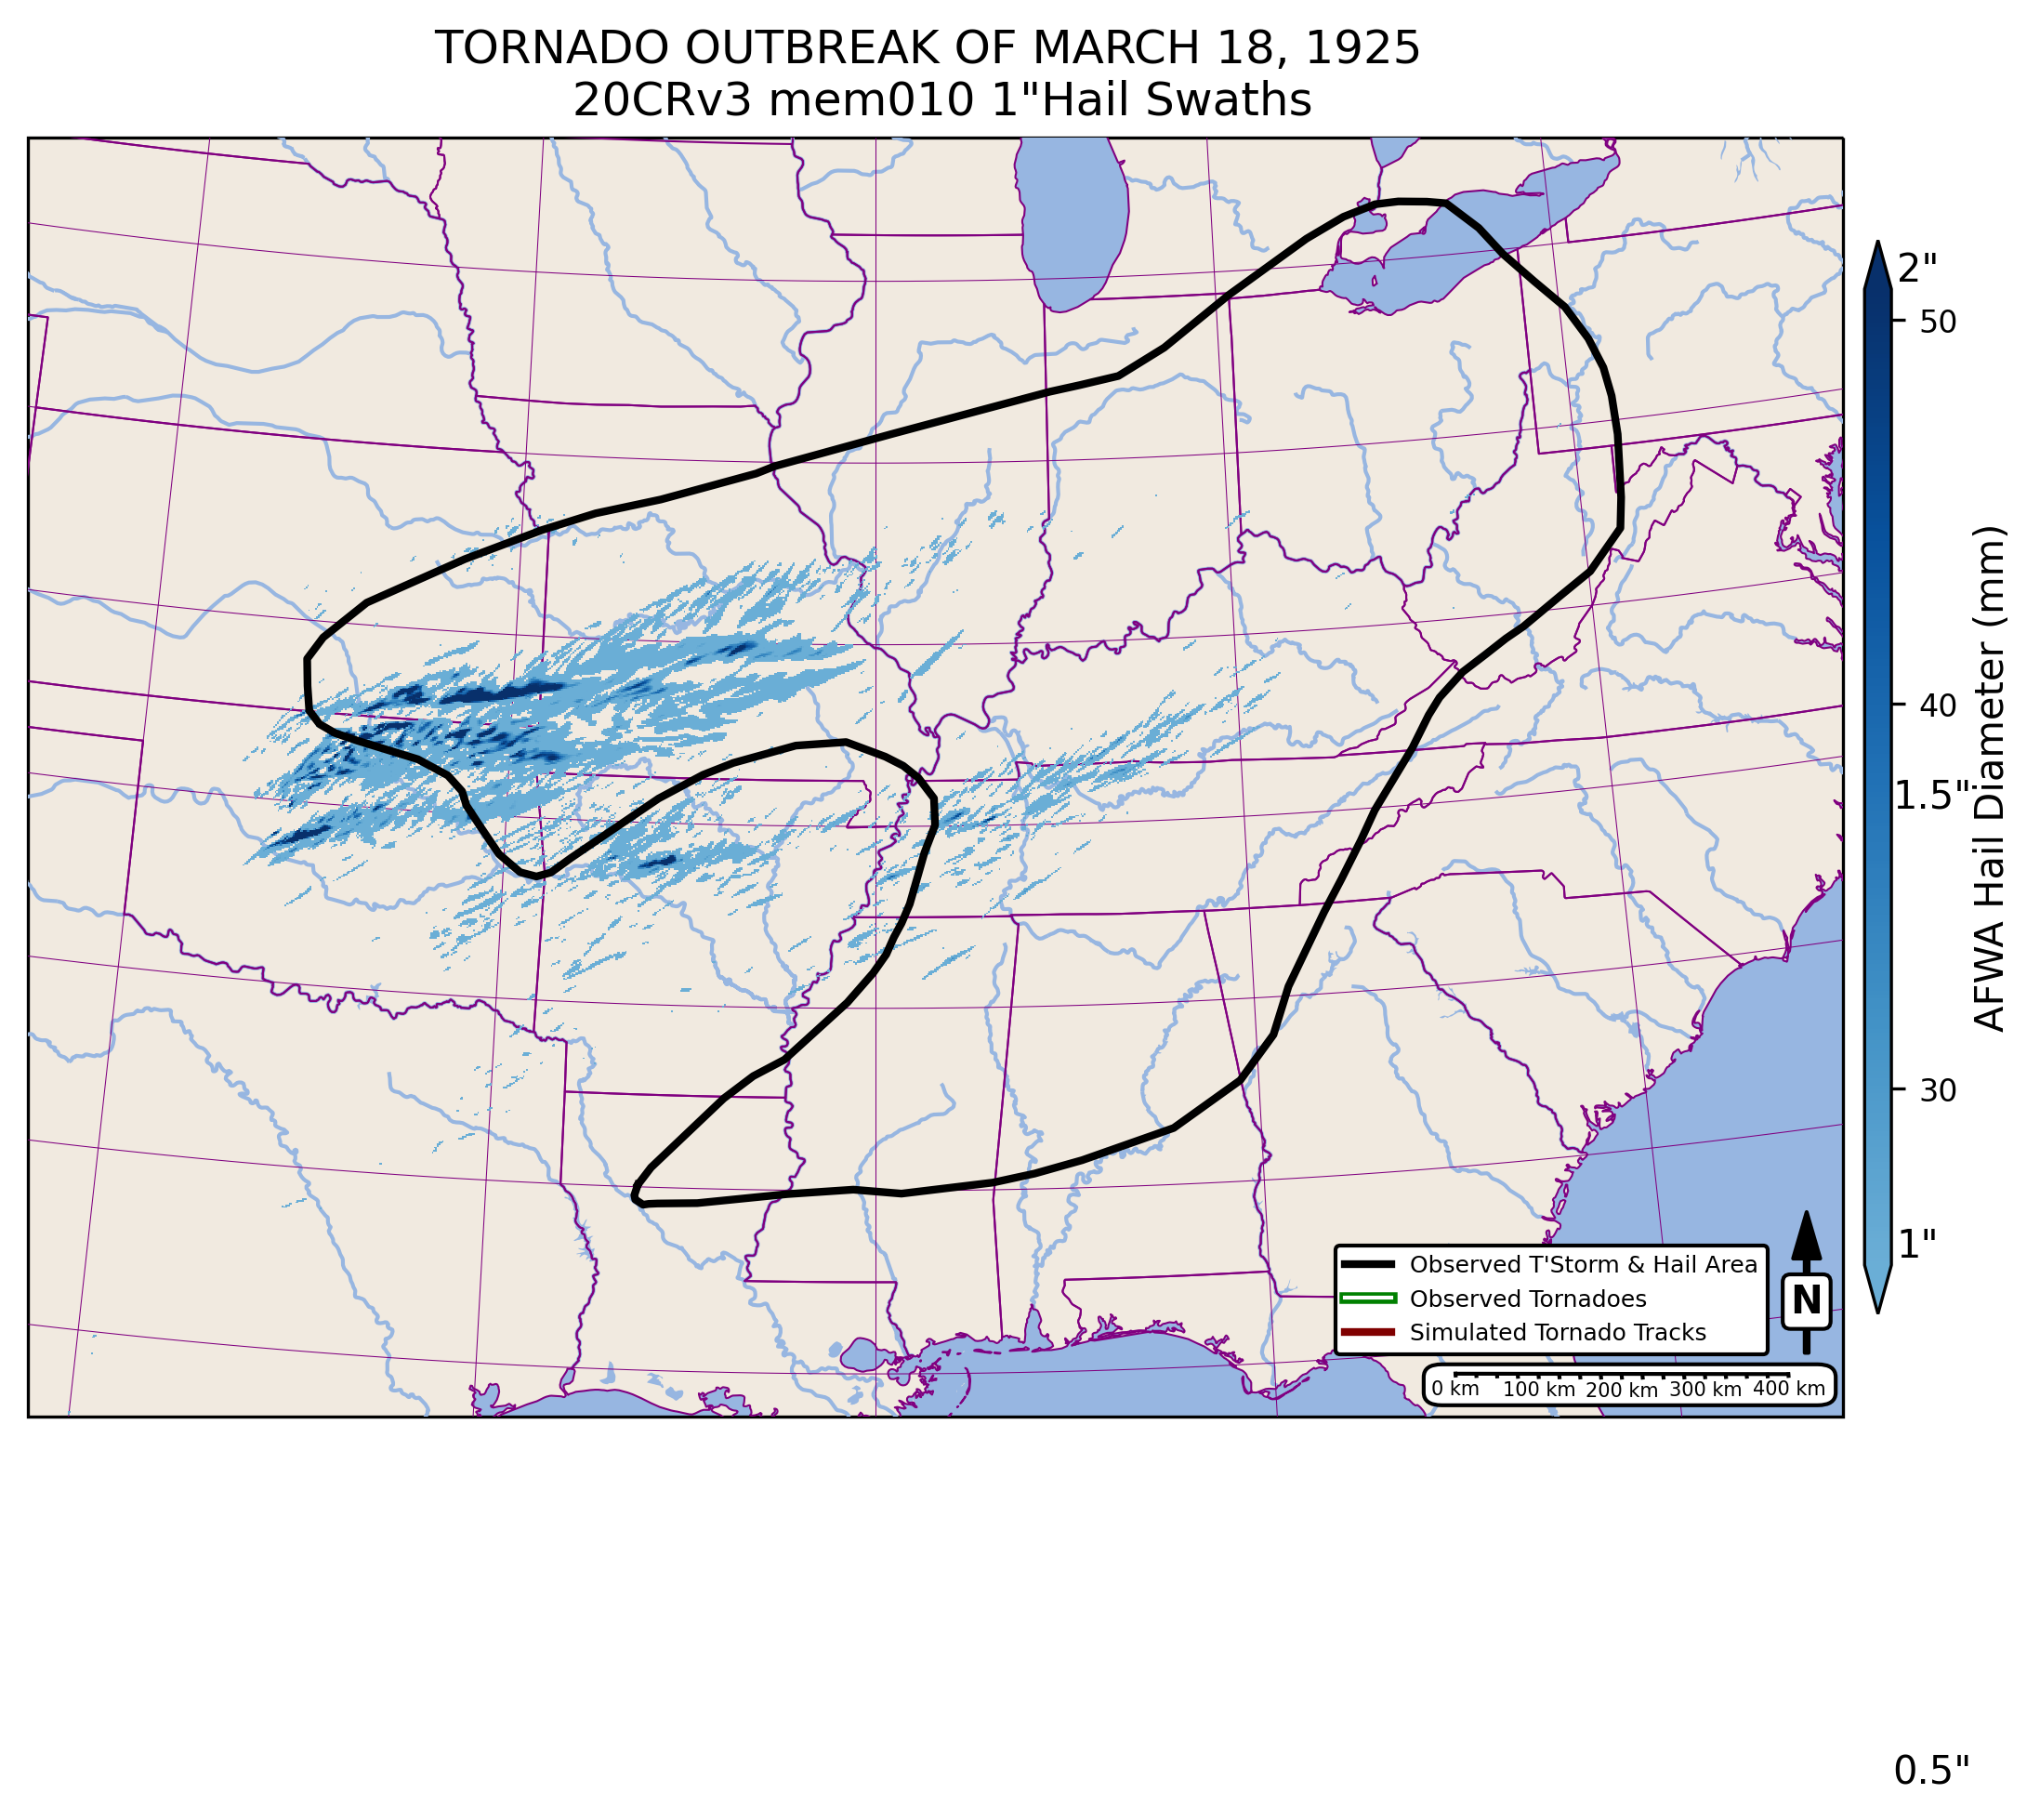 TORNADO OUTBREAK OF MARCH 18, 1925
20CRv3 mem010 1"Hail Swaths
2"
50
40
1.5"
30
1"
AFWA Hail Diameter (mm)
Observed T'Storm & Hail Area
Observed Tornadoes
Simulated Tornado Tracks
N
0 km 100 km 200 km 300 km 400 km
0.5"